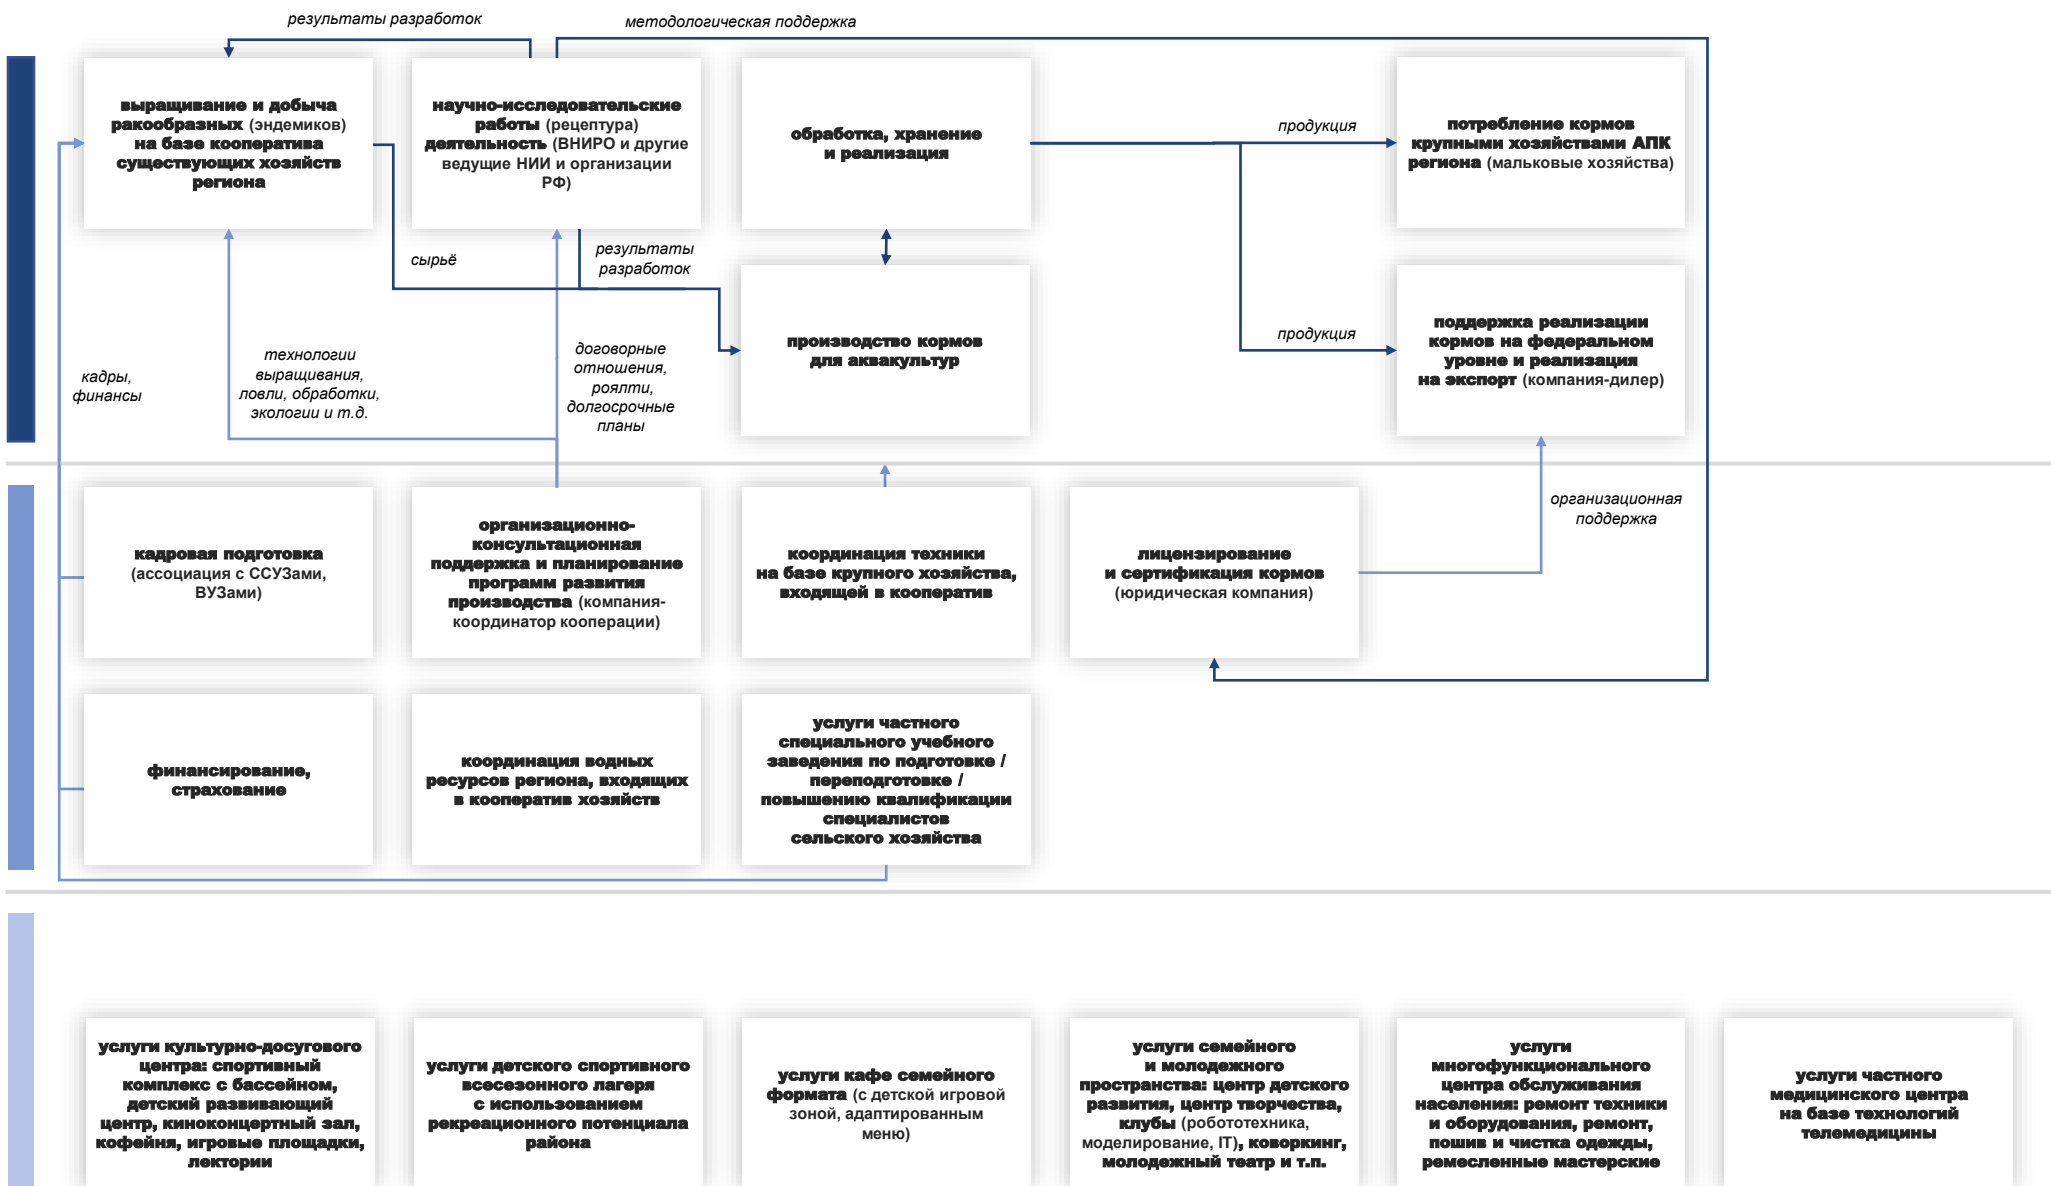 результаты разработок
методологическая поддержка
выращивание и добыча
ракообразных (эндемиков)
на базе кооператива
существующих хозяйств
региона
научно-исследовательские
работы (рецептура)
деятельность (ВНИРО и другие
ведущие НИИ и организации
РФ)
обработка, хранение
и реализация
продукция
потребление кормов
крупными хозяйствами АПК
региона (мальковые хозяйства)
сырьё
результаты
разработок
производство кормов
для аквакультур
продукция
поддержка реализации
кормов на федеральном
уровне и реализация
на экспорт (компания-дилер)
кадры,
финансы
технологии
выращивания,
ловли, обработки,
экологии и т.д.
договорные
отношения,
роялти,
долгосрочные
планы
кадровая подготовка
(ассоциация с ССУЗами,
ВУЗами)
организационно-
консультационная
поддержка и планирование
программ развития
производства (компания-
координатор кооперации)
координация техники
на базе крупного хозяйства,
входящей в кооператив
лицензирование
и сертификация кормов
(юридическая компания)
организационная
поддержка
финансирование,
страхование
координация водных
ресурсов региона, входящих
в кооператив хозяйств
услуги частного
специального учебного
заведения по подготовке /
переподготовке /
повышению квалификации
специалистов
сельского хозяйства
услуги культурно-досугового
центра: спортивный
комплекс с бассейном,
детский развивающий
центр, киноконцертный зал,
кофейня, игровые площадки,
лектории
услуги детского спортивного
всесезонного лагеря
с использованием
рекреационного потенциала
района
услуги кафе семейного
формата (с детской игровой
зоной, адаптированным
меню)
услуги семейного
и молодежного
пространства: центр детского
развития, центр творчества,
клубы (робототехника,
моделирование, IT), коворкинг,
молодежный театр и т.п.
услуги
многофункционального
центра обслуживания
населения: ремонт техники
и оборудования, ремонт,
пошив и чистка одежды,
ремесленные мастерские
услуги частного
медицинского центра
на базе технологий
телемедицины